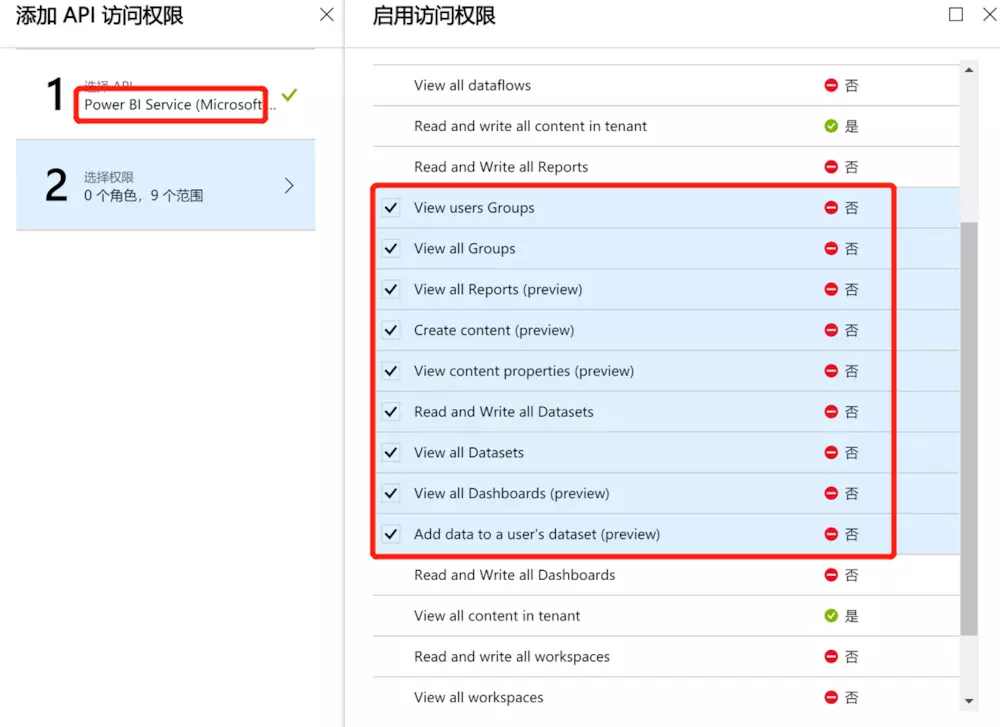 添加 API 访问权限
1
选择 API
Power BI Service (Microsoft...
2
选择权限
0 个角色，9 个范围
启用访问权限
View all dataflows 否
Read and write all content in tenant 是
Read and Write all Reports 否
View users Groups 否
View all Groups 否
View all Reports (preview) 否
Create content (preview) 否
View content properties (preview) 否
Read and Write all Datasets 否
View all Datasets 否
View all Dashboards (preview) 否
Add data to a user's dataset (preview) 否
Read and Write all Dashboards 否
View all content in tenant 是
Read and write all workspaces 否
View all workspaces 否